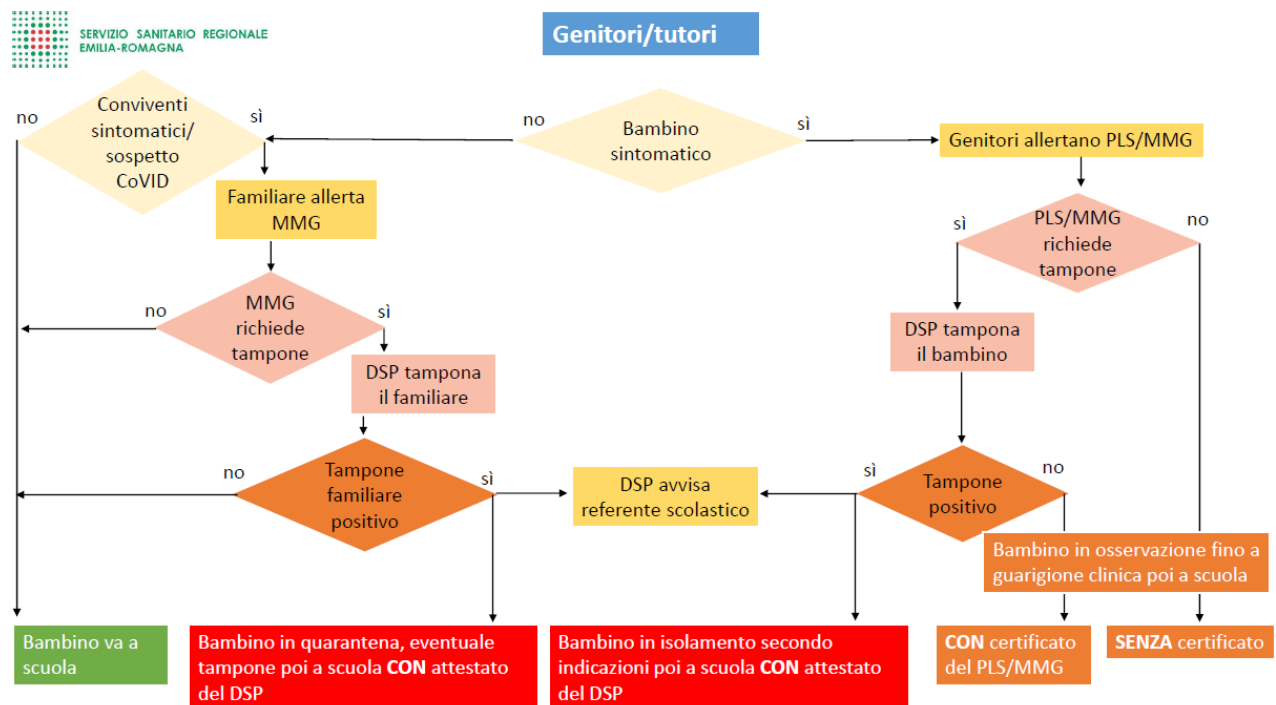 SERVIZIO SANITARIO REGIONALE
EMILIA-ROMAGNA
Genitori/tutori
no
Conviventi
sintomatici/
sospetto
CoVID
sì
no
Bambino
sintomatico
sì
Genitori allertano PLS/MMG
Familiare allerta
MMG
sì
PLS/MMG
richiede
tampone
no
no
MMG
richiede
tampone
sì
DSP tampona
il familiare
DSP tampona
il bambino
no
Tampone
familiare
positivo
sì
DSP avvisa
referente scolastico
sì
Tampone
positivo
no
Bambino in osservazione fino a
guarigione clinica poi a scuola
Bambino va a
scuola
Bambino in quarantena, eventuale
tampone poi a scuola CON attestato
del DSP
Bambino in isolamento secondo
indicazioni poi a scuola CON attestato
del DSP
CON certificato
del PLS/MMG
SENZA certificato